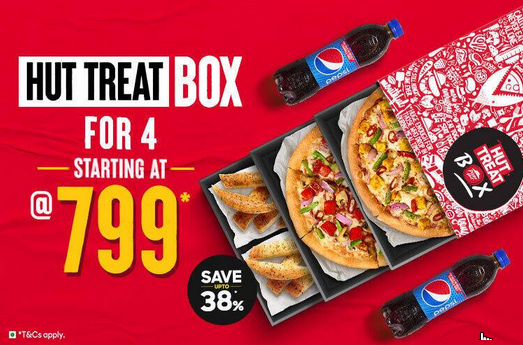 HUT TREAT BOX
FOR 4
STARTING AT
@799*
SAVE
UPTO
38%*
*T&Cs apply.
pepsi
HUT
TREAT
BOX
pepsi